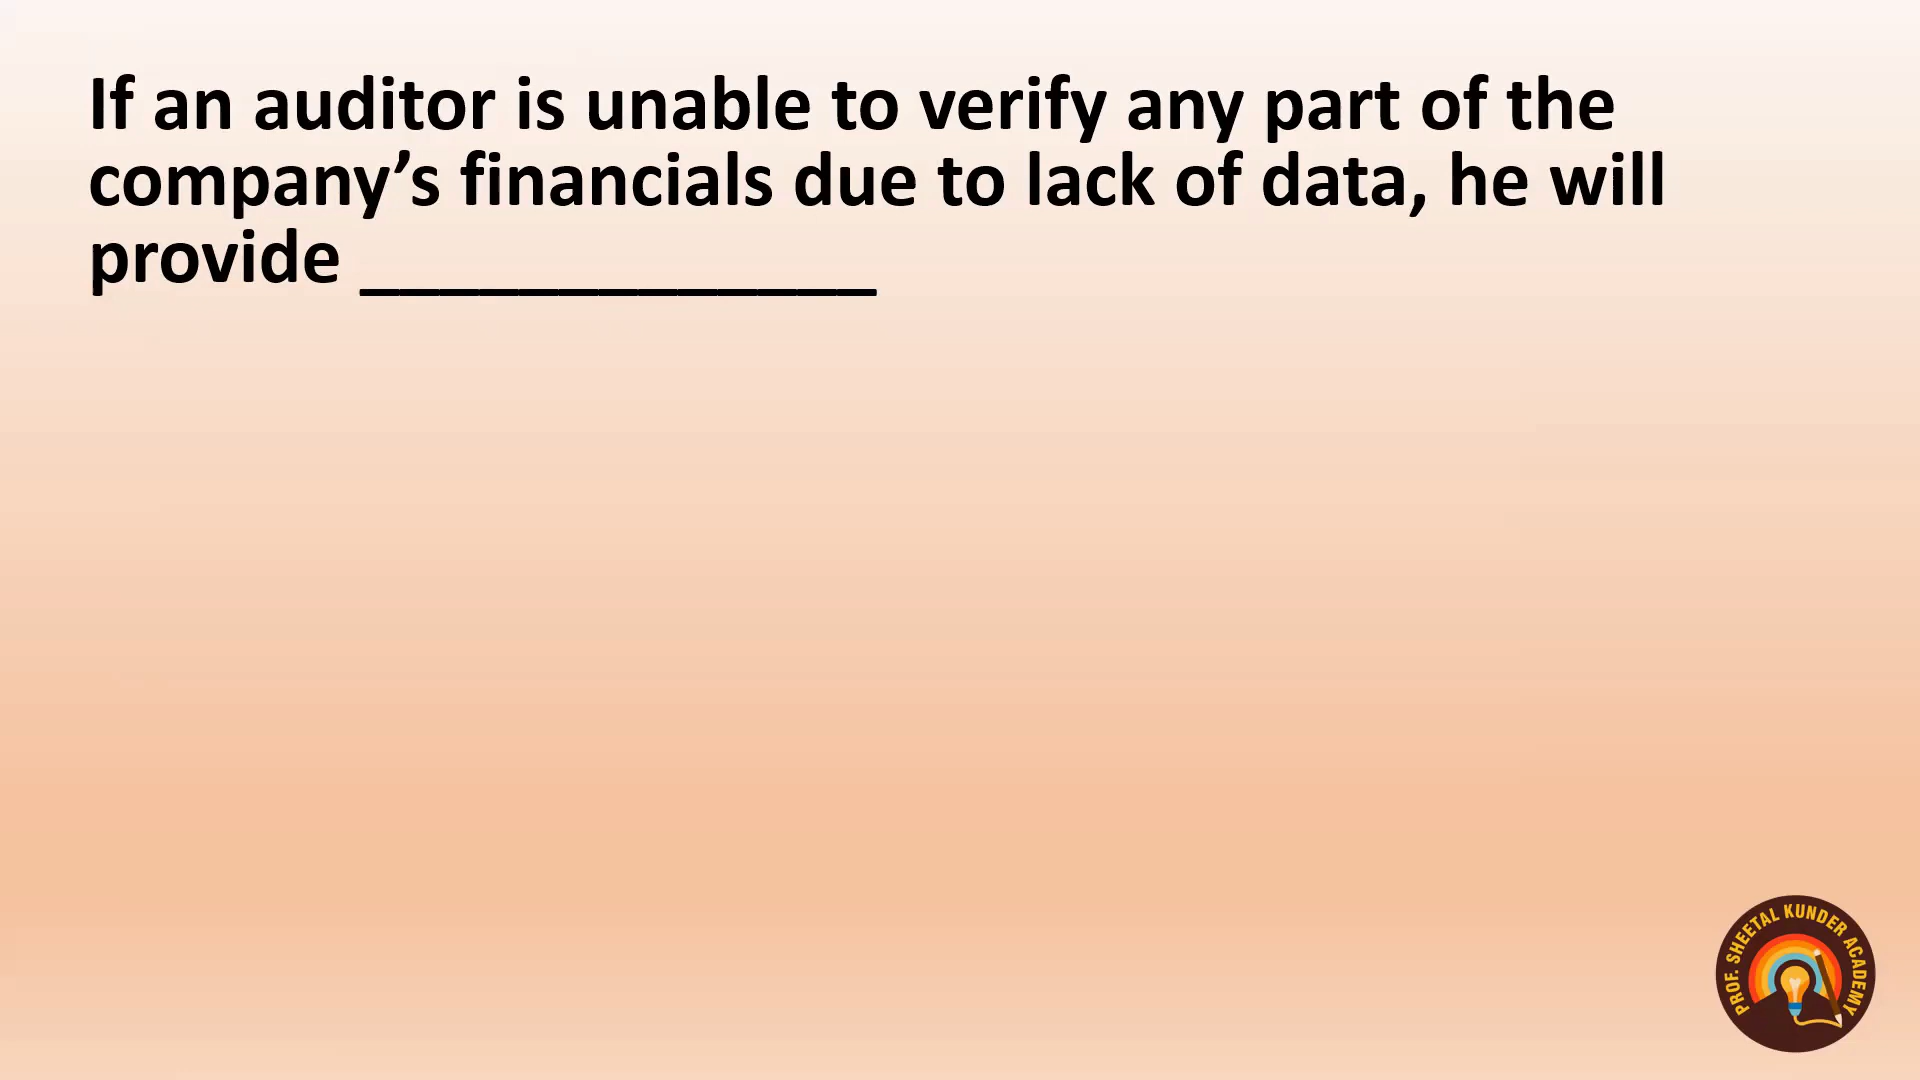 If an auditor is unable to verify any part of the
company’s financials due to lack of data, he will
provide _____________
PROF. SHEETAL KUNDER ACADEMY